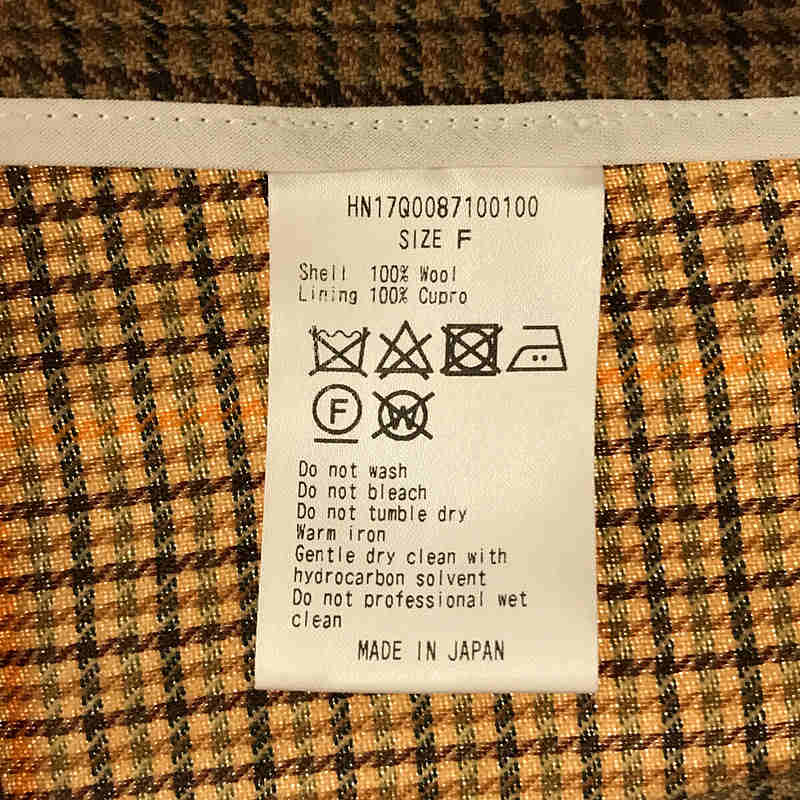 HN17Q0087100100
SIZE F
Shell 100% Wool
Lining 100% Cupro
F W
Do not wash
Do not bleach
Do not tumble dry
Warm iron
Gentle dry clean with
hydrocarbon solvent
Do not professional wet
clean
MADE IN JAPAN